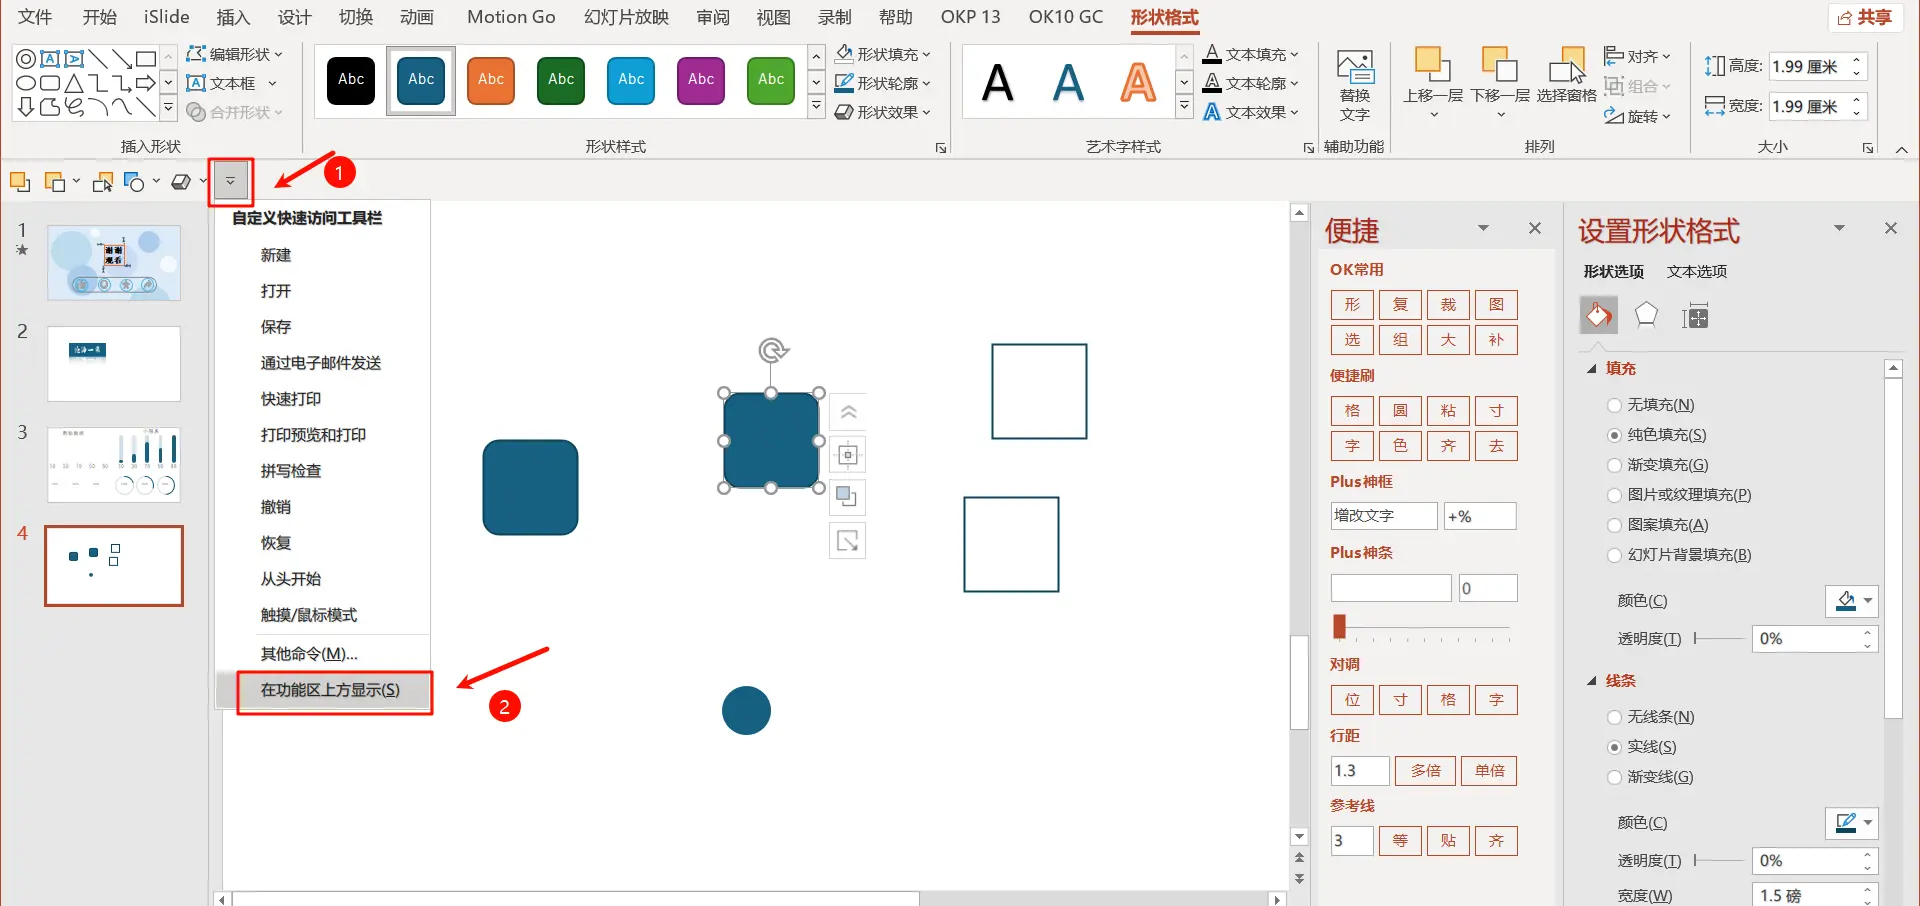 文件 开始 iSlide 插入 设计 切换 动画 Motion Go 幻灯片放映 审阅 视图 录制 帮助 OKP 13 OK10 GC 形状格式 共享
编辑形状
文本框
合并形状
插入形状
Abc Abc Abc Abc Abc Abc Abc
形状填充
形状轮廓
形状效果
形状样式
A A A
文本填充
文本轮廓
文本效果
艺术字样式
替换
文字
辅助功能
上移一层 下移一层 选择窗格
对齐
组合
旋转
排列
高度: 1.99 厘米
宽度: 1.99 厘米
大小
1
自定义快速访问工具栏
新建
打开
保存
通过电子邮件发送
快速打印
打印预览和打印
拼写检查
撤销
恢复
从头开始
触摸/鼠标模式
其他命令(M)...
在功能区上方显示(S)
2
1
谢谢
观看
2
3
4
便捷
OK常用
形 复 裁 图
选 组 大 补
便捷刷
格 圆 粘 寸
字 色 齐 去
Plus神框
增改文字 +%
Plus神条
0
对调
位 寸 格 字
行距
1.3 多倍 单倍
参考线
3 等 贴 齐
设置形状格式
形状选项 文本选项
填充
无填充(N)
纯色填充(S)
渐变填充(G)
图片或纹理填充(P)
图案填充(A)
幻灯片背景填充(B)
颜色(C)
透明度(T) 0%
线条
无线条(N)
实线(S)
渐变线(G)
颜色(C)
透明度(T) 0%
宽度(W) 1.5 磅